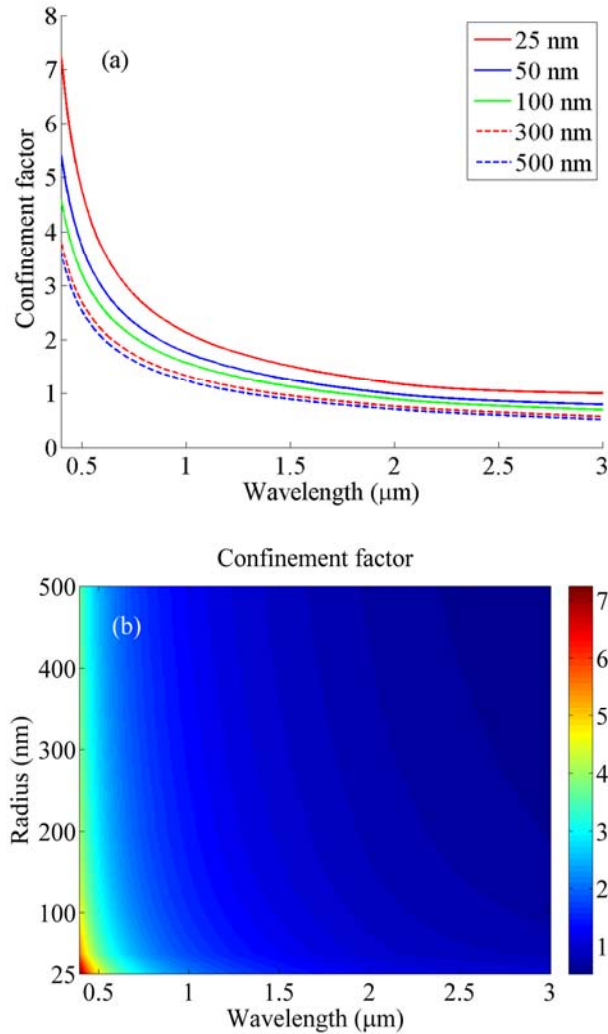 8
7
6
5
4
3
2
1
0
Confinement factor
(a)
25 nm
50 nm
100 nm
300 nm
500 nm
0.5 1 1.5 2 2.5 3
Wavelength (μm)
Confinement factor
500
400
300
200
100
25
Radius (nm)
(b)
7
6
5
4
3
2
1
0.5 1 1.5 2 2.5 3
Wavelength (μm)